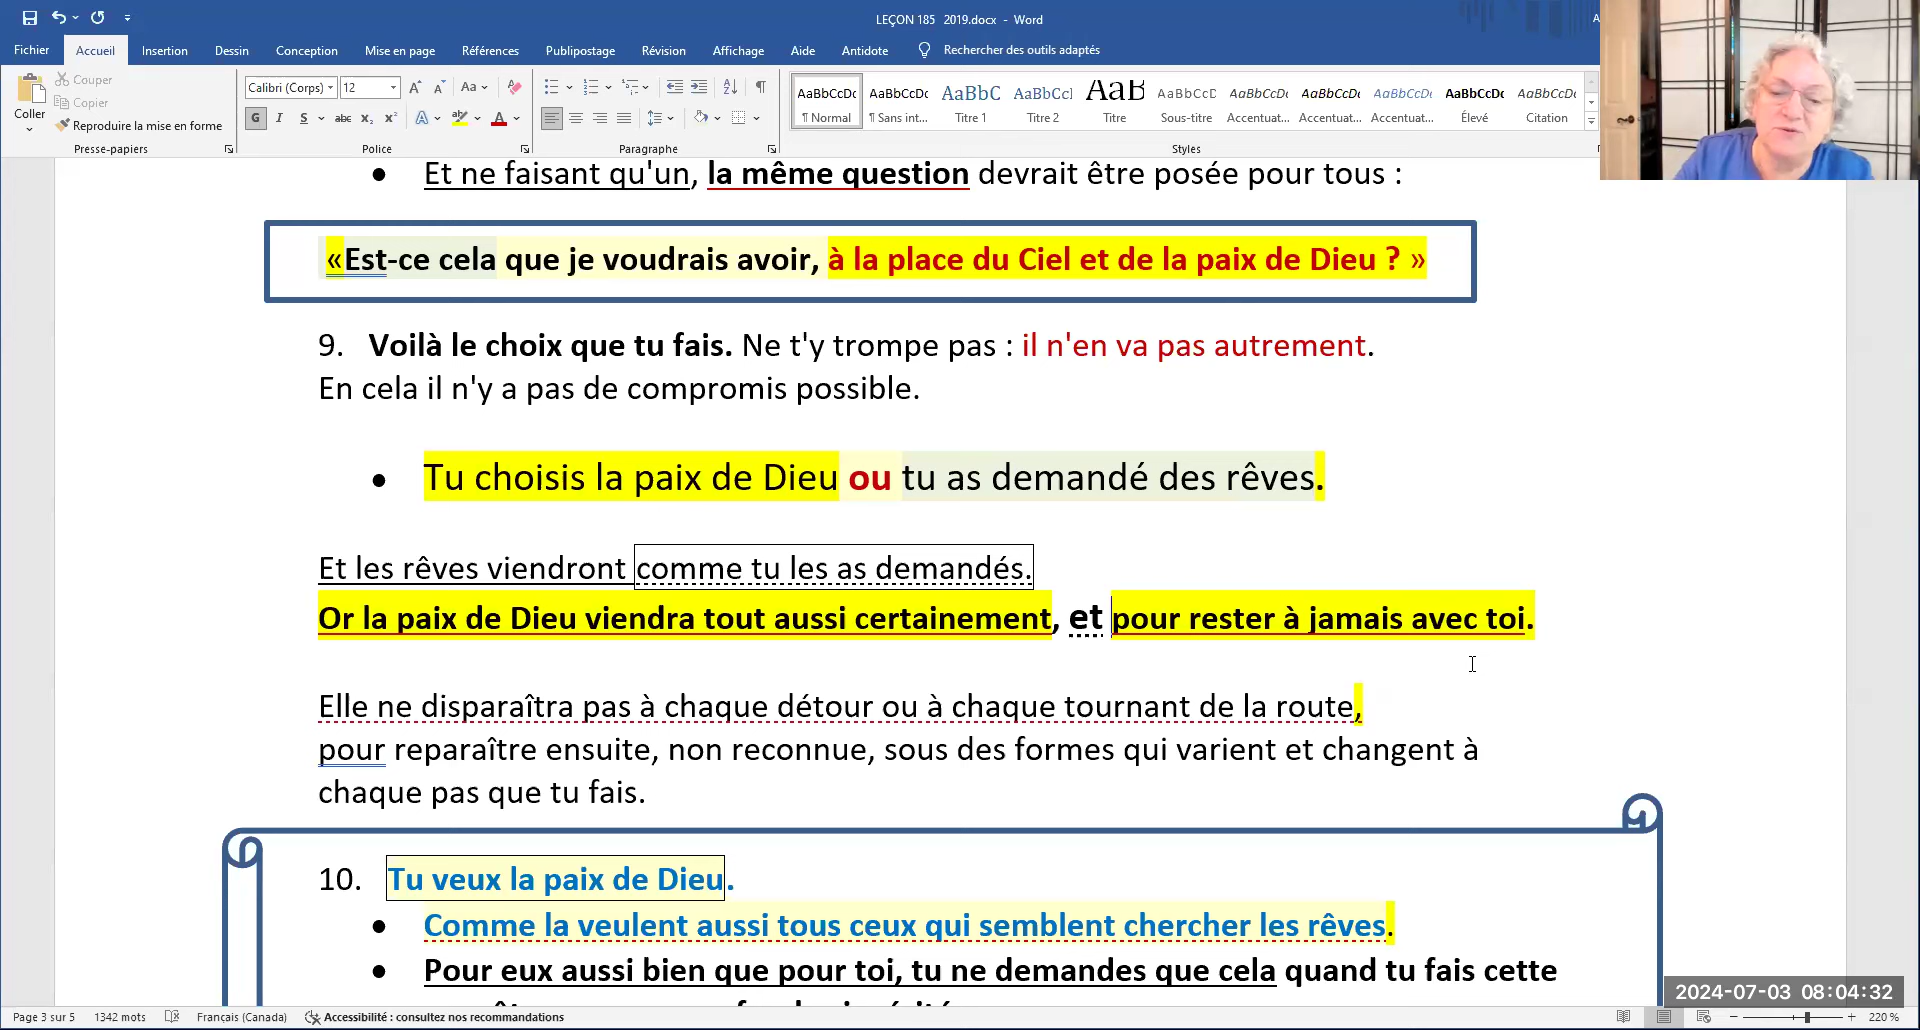 LEÇON 185 2019.docx - Word
Fichier Accueil Insertion Dessin Conception Mise en page Références Publipostage Révision Affichage Aide Antidote Rechercher des outils adaptés
Couper
Copier
Coller
Reproduire la mise en forme
Calibri (Corps) 12
AaBbCcDc AaBbCcDc AaBbC AaBbCcI AaB AaBbCcD AaBbCcDc AaBbCcDc AaBbCcDc AaBbCcDc AaBbCcDc
¶ Normal ¶ Sans int... Titre 1 Titre 2 Titre Sous-titre Accentuat... Accentuat... Accentuat... Élevé Citation
Presse-papiers Police Paragraphe Styles
• Et ne faisant qu'un, la même question devrait être posée pour tous :
«Est-ce cela que je voudrais avoir, à la place du Ciel et de la paix de Dieu ? »
9. Voilà le choix que tu fais. Ne t'y trompe pas : il n'en va pas autrement.
En cela il n'y a pas de compromis possible.
• Tu choisis la paix de Dieu ou tu as demandé des rêves.
Et les rêves viendront comme tu les as demandés.
Or la paix de Dieu viendra tout aussi certainement, et pour rester à jamais avec toi.
Elle ne disparaîtra pas à chaque détour ou à chaque tournant de la route,
pour reparaître ensuite, non reconnue, sous des formes qui varient et changent à
chaque pas que tu fais.
10. Tu veux la paix de Dieu.
• Comme la veulent aussi tous ceux qui semblent chercher les rêves.
• Pour eux aussi bien que pour toi, tu ne demandes que cela quand tu fais cette
2024-07-03 08:04:32
Page 3 sur 5 1342 mots Français (Canada) Accessibilité : consultez nos recommandations 220 %